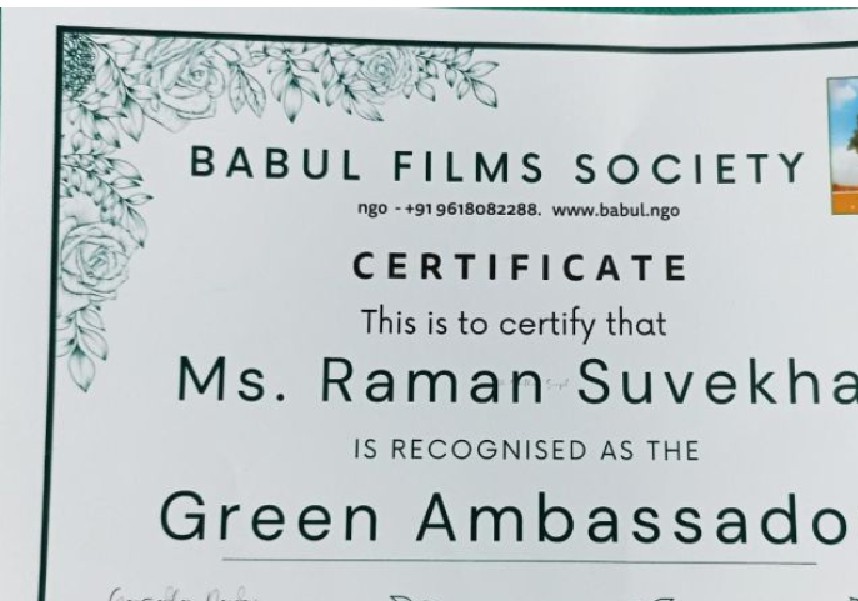 BABUL FILMS SOCIETY
ngo - +91 9618082288. www.babul.ngo
CERTIFICATE
This is to certify that
Ms. Raman Suvekha
IS RECOGNISED AS THE
Green Ambassado